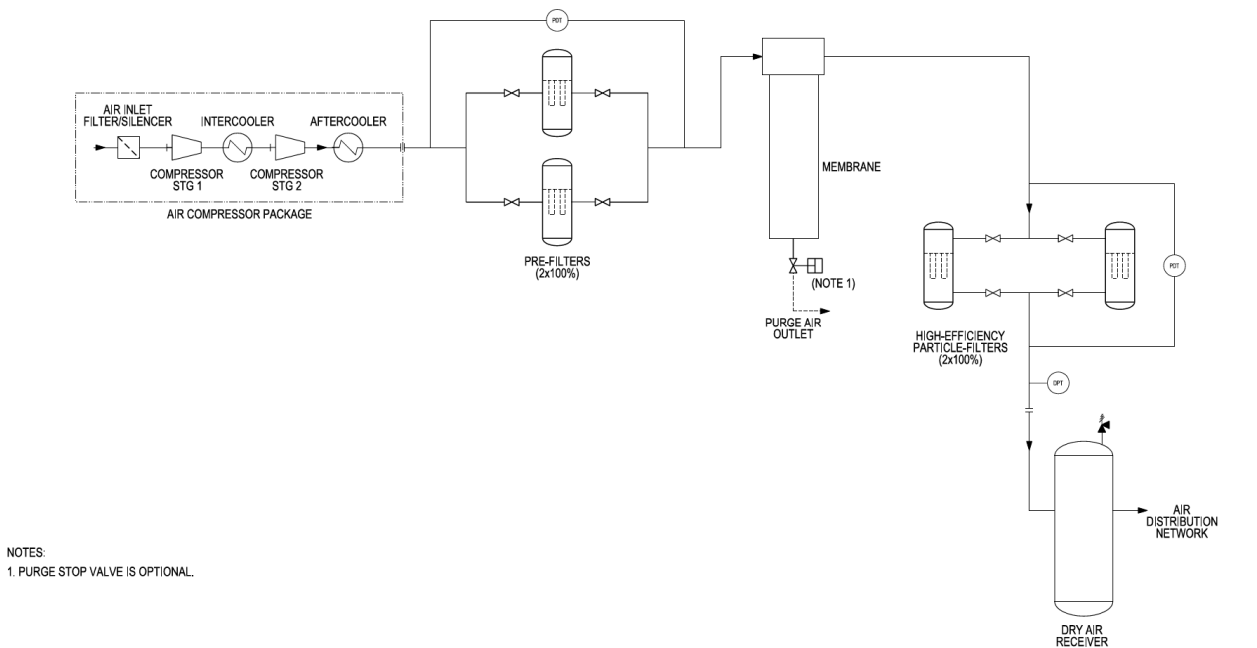 PDT
AIR INLET
FILTER/SILENCER
INTERCOOLER
AFTERCOOLER
COMPRESSOR
STG 1
COMPRESSOR
STG 2
AIR COMPRESSOR PACKAGE
PRE-FILTERS
(2x100%)
MEMBRANE
(NOTE 1)
PURGE AIR
OUTLET
PDT
HIGH-EFFICIENCY
PARTICLE-FILTERS
(2x100%)
DPT
AIR
DISTRIBUTION
NETWORK
DRY AIR
RECEIVER
NOTES:
1. PURGE STOP VALVE IS OPTIONAL.